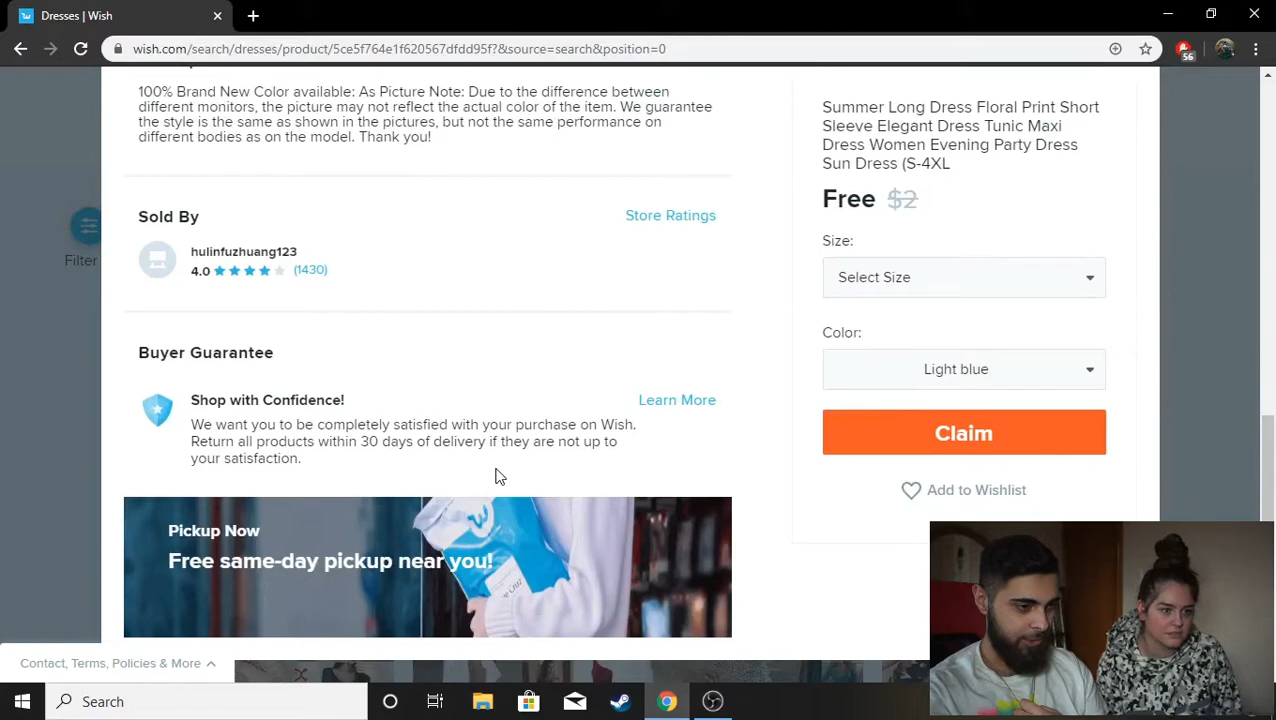 Dresses | Wish
wish.com/search/dresses/product/5ce5f764e1f620567dfdd95f?&source=search&position=0
56
100% Brand New Color available: As Picture Note: Due to the difference between
different monitors, the picture may not reflect the actual color of the item. We guarantee
the style is the same as shown in the pictures, but not the same performance on
different bodies as on the model. Thank you!
Sold By
Store Ratings
hulinfuzhuang123
4.0
(1430)
Buyer Guarantee
Shop with Confidence!
Learn More
We want you to be completely satisfied with your purchase on Wish.
Return all products within 30 days of delivery if they are not up to
your satisfaction.
Pickup Now
Free same-day pickup near you!
Summer Long Dress Floral Print Short
Sleeve Elegant Dress Tunic Maxi
Dress Women Evening Party Dress
Sun Dress (S-4XL
Free $2
Size:
Select Size
Color:
Light blue
Claim
Add to Wishlist
Filter
Contact, Terms, Policies & More
Search